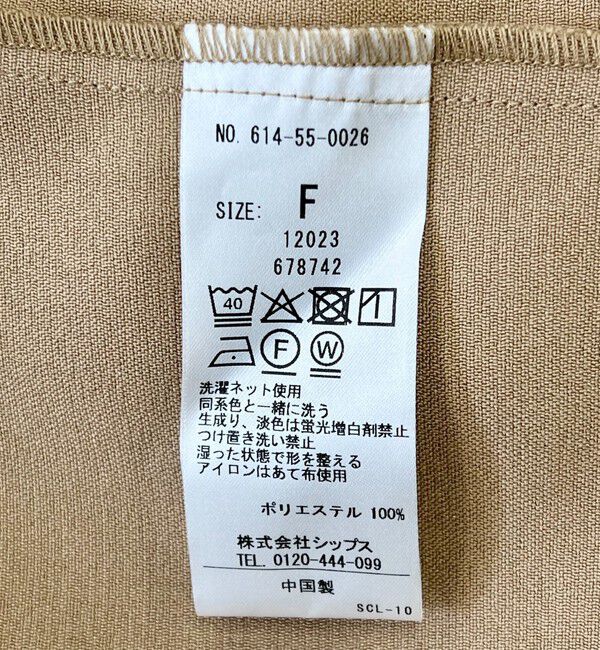 NO. 614-55-0026
SIZE: F
12023
678742
40
F W
洗濯ネット使用
同系色と一緒に洗う
生成り、淡色は蛍光増白剤禁止
つけ置き洗い禁止
湿った状態で形を整える
アイロンはあて布使用
ポリエステル 100%
株式会社シップス
TEL. 0120-444-099
中国製
SCL-10